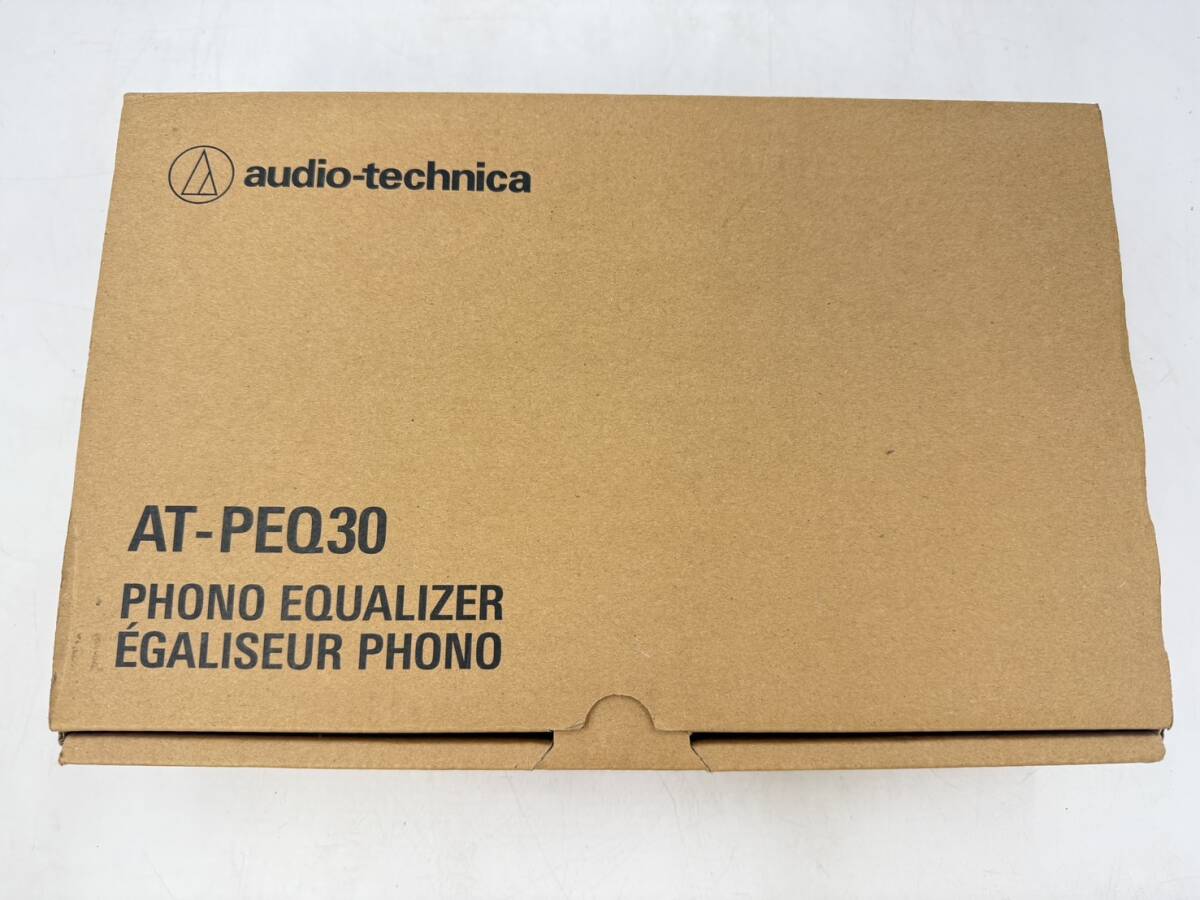 audio-technica
AT-PEQ30
PHONO EQUALIZER
ÉGALISEUR PHONO